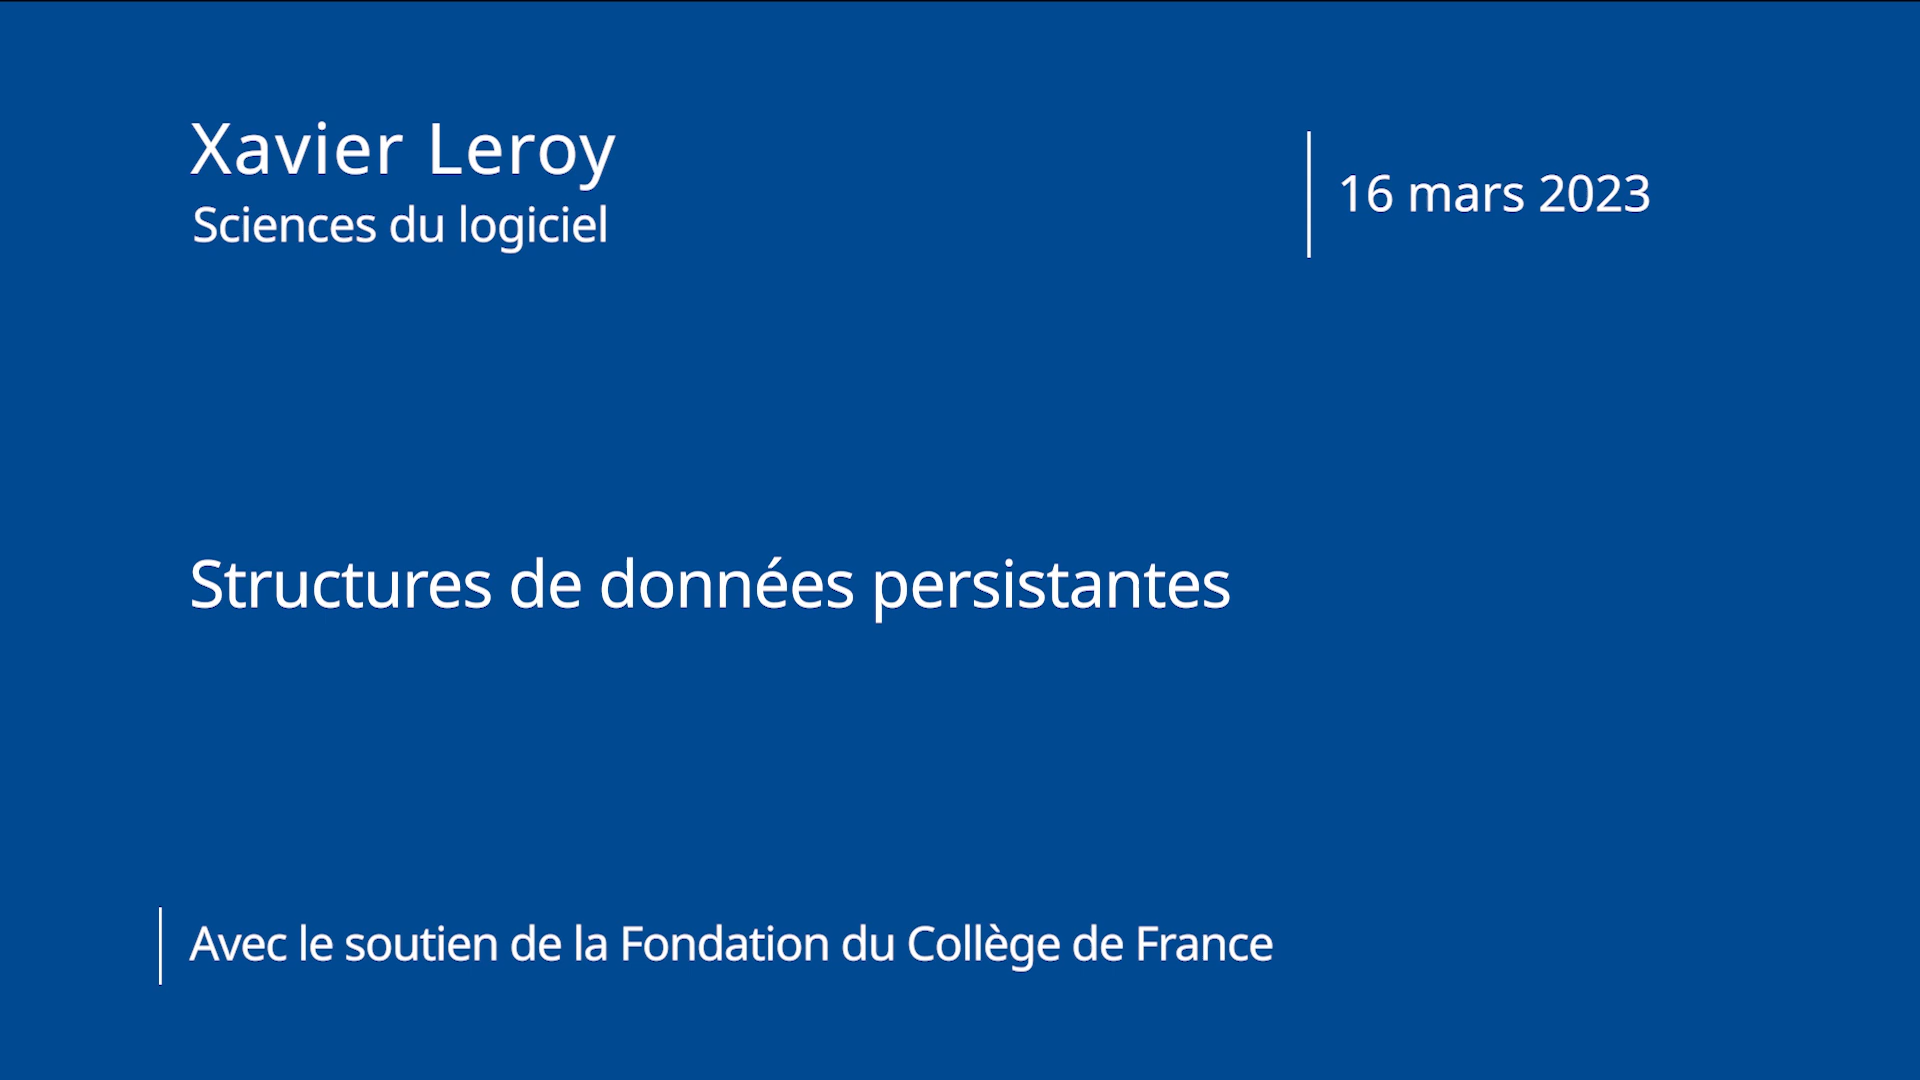 Xavier Leroy
Sciences du logiciel
16 mars 2023
Structures de données persistantes
Avec le soutien de la Fondation du Collège de France